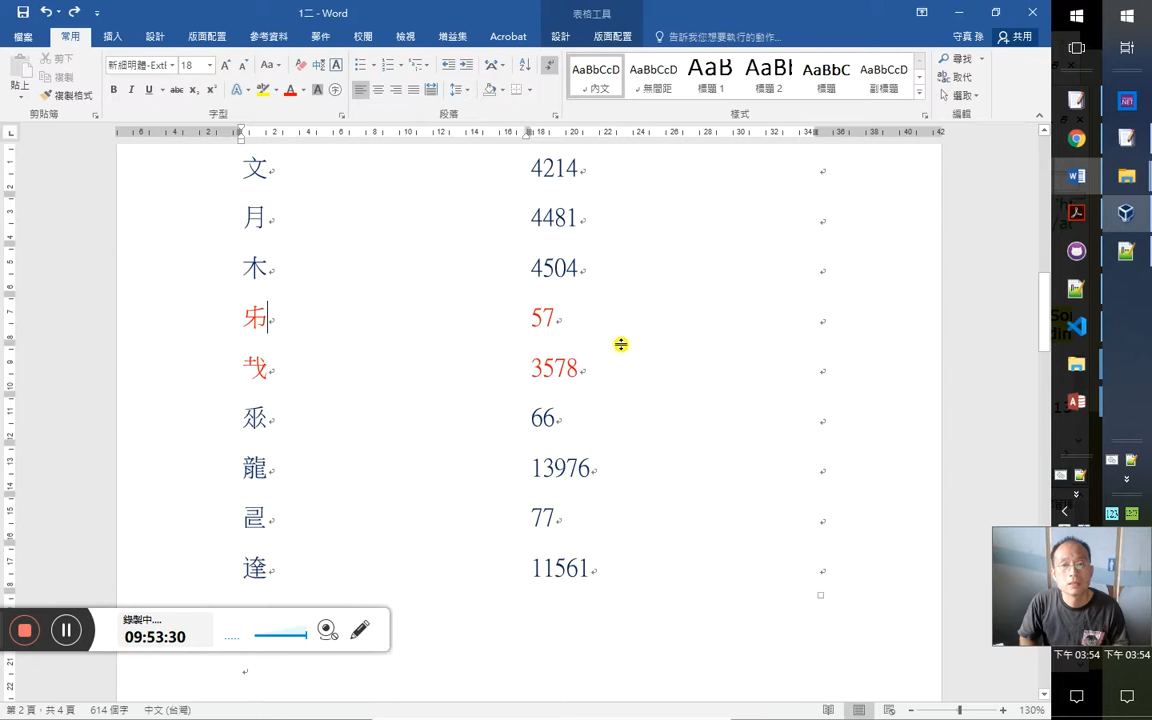 1二 - Word
表格工具
檔案 常用 插入 設計 版面配置 參考資料 郵件 校閱 檢視 增益集 Acrobat 設計 版面配置 告訴我您想要執行的動作... 守真 孫 共用
貼上 剪下 複製 複製格式
新細明體-ExtB 18
AaBbCcD AaBbCcD AaB AaBl AaBbC AaBbCcD
內文 無間距 標題 1 標題 2 標題 副標題
尋找 取代 選取
剪貼簿 字型 段落 樣式 編輯
文 4214
月 4481
木 4504
57
3578
66
龍 13976
77
達 11561
錄製中....
09:53:30
下午 03:54 下午 03:54
第 2 頁，共 4 頁 614 個字 中文 (台灣) 130%